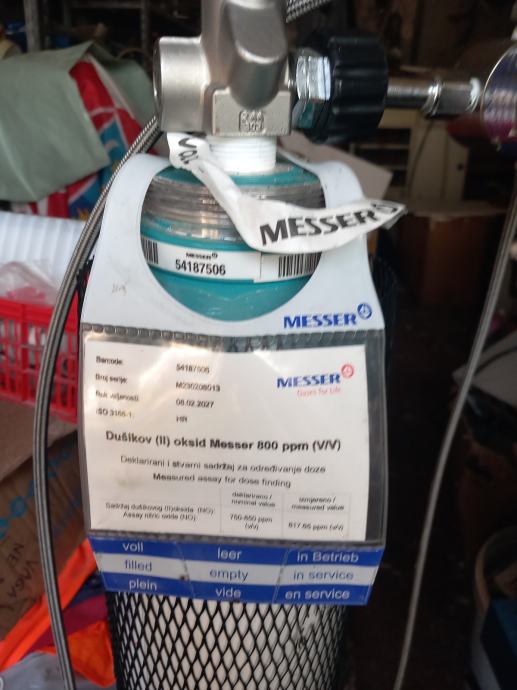 MESSER
MESSER
54187506
MESSER
Barcode: 54187506
Broj serije: M230208013
Rok valjanosti: 08.02.2027
ISO 3166-1: HR
MESSER
Gases for Life
Dušikov (II) oksid Messer 800 ppm (V/V)
Deklarirani i stvarni sadržaj za određivanje doze
Measured assay for dose finding
deklarirano / nominal value
izmjereno / measured value
Sadržaj dušikovog (II)oksida (NO):
Assay nitric oxide (NO):
750-850 ppm (v/v)
817.65 ppm (v/v)
voll leer in Betrieb
filled empty in service
plein vide en service